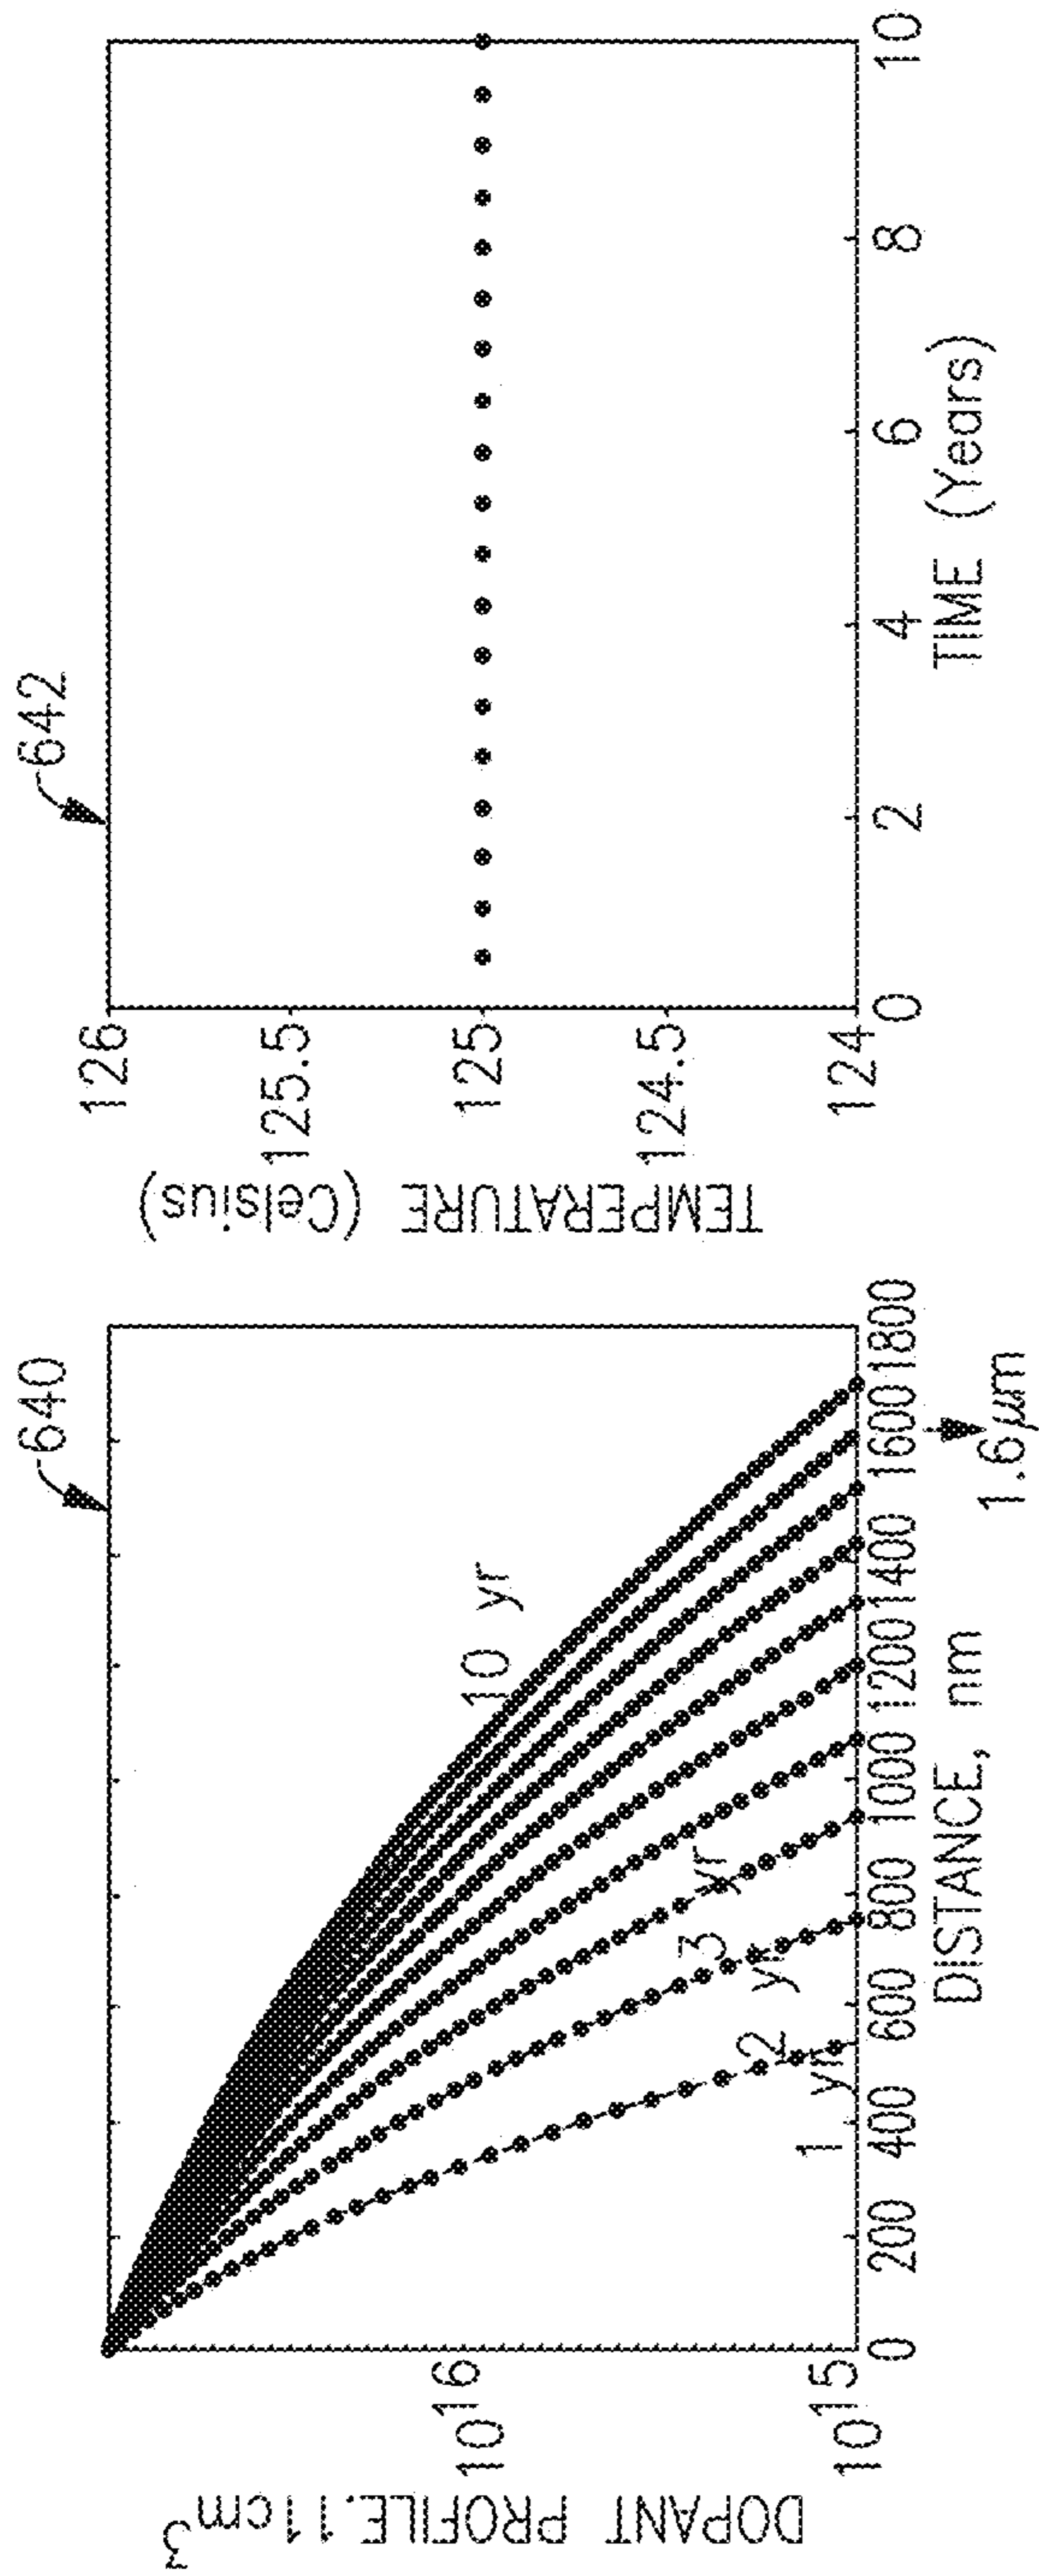 640
DOPANT PROFILE.11cm³
10¹⁶
10¹⁵
10 yr
3 yr
2 yr
1 yr
0 200 400 600 800 1000 1200 1400 1600 1800
DISTANCE, nm
1.6μm
642
TEMPERATURE (Celsius)
126
125.5
125
124.5
124
0 2 4 6 8 10
TIME (Years)